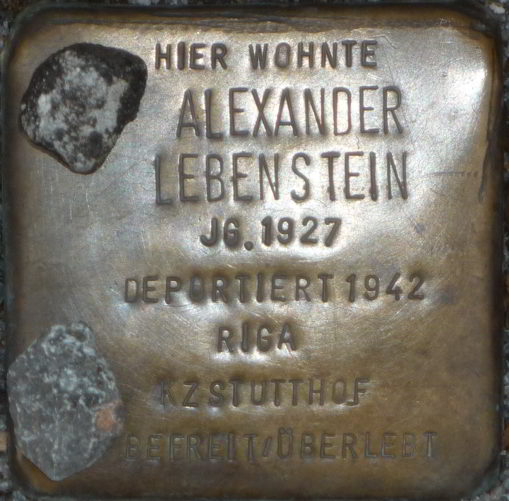 HIER WOHNTE
ALEXANDER
LEBENSTEIN
JG. 1927
DEPORTIERT 1942
RIGA
KZ STUTTHOF
BEFREIT/ÜBERLEBT